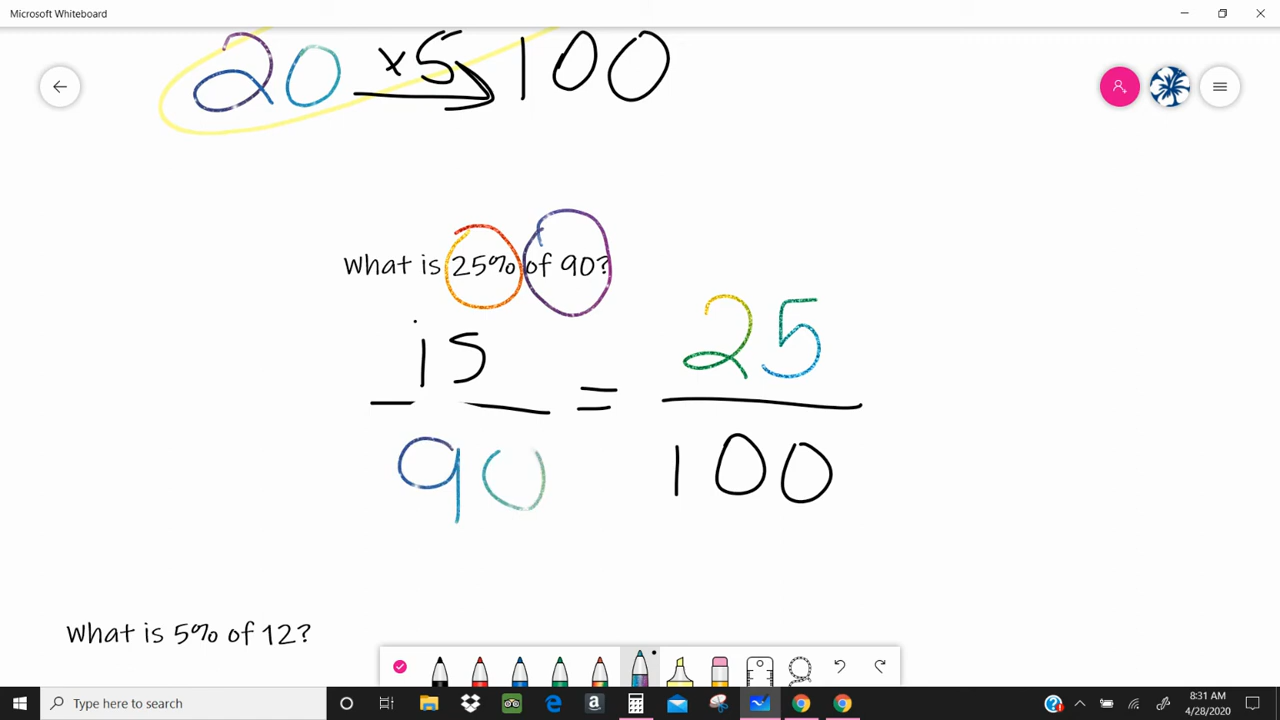 Microsoft Whiteboard
20 ×5 100
What is 25% of 90?
is = 25
90 100
What is 5% of 12?
Type here to search
8:31 AM
4/28/2020